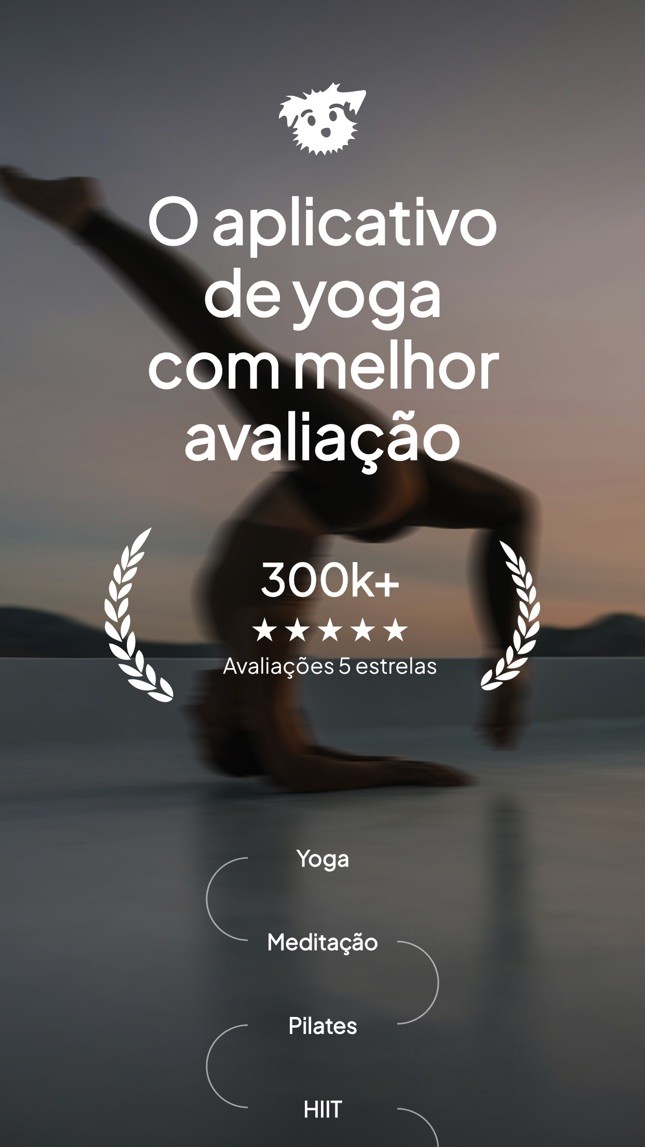 O aplicativo
de yoga
com melhor
avaliação
300k+
Avaliações 5 estrelas
Yoga
Meditação
Pilates
HIIT